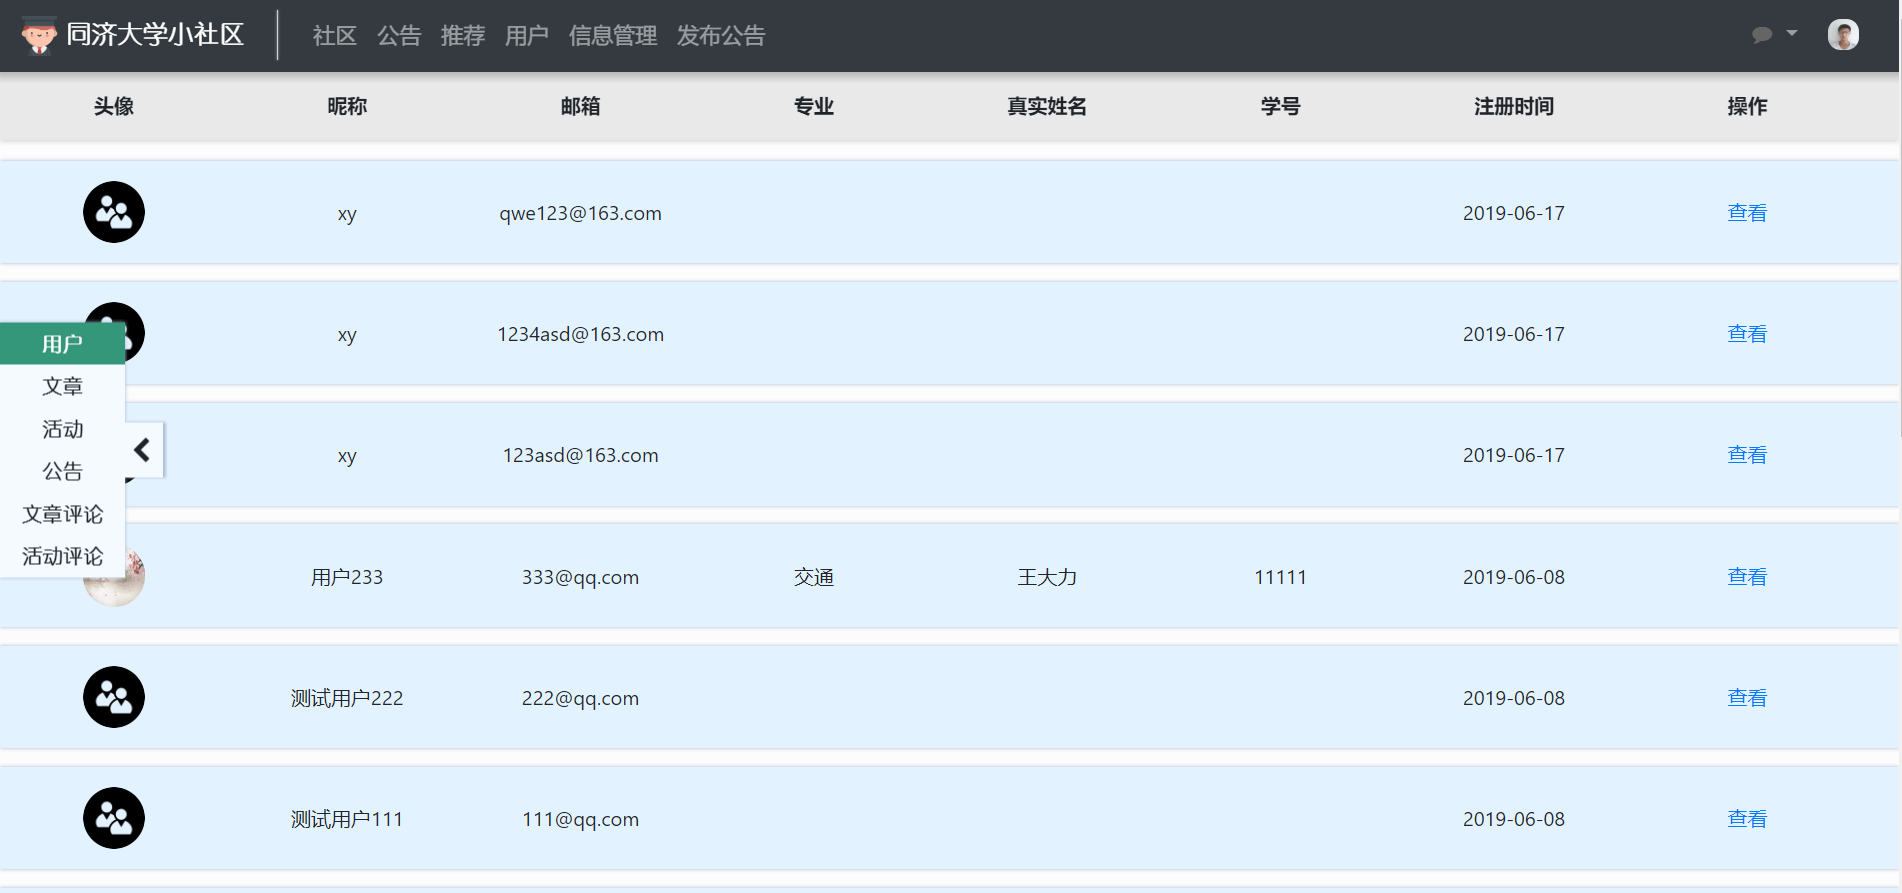 同济大学小社区 社区 公告 推荐 用户 信息管理 发布公告
头像 昵称 邮箱 专业 真实姓名 学号 注册时间 操作
xy qwe123@163.com 2019-06-17 查看
xy 1234asd@163.com 2019-06-17 查看
用户
文章
活动
公告
文章评论
活动评论
xy 123asd@163.com 2019-06-17 查看
用户233 333@qq.com 交通 王大力 11111 2019-06-08 查看
测试用户222 222@qq.com 2019-06-08 查看
测试用户111 111@qq.com 2019-06-08 查看